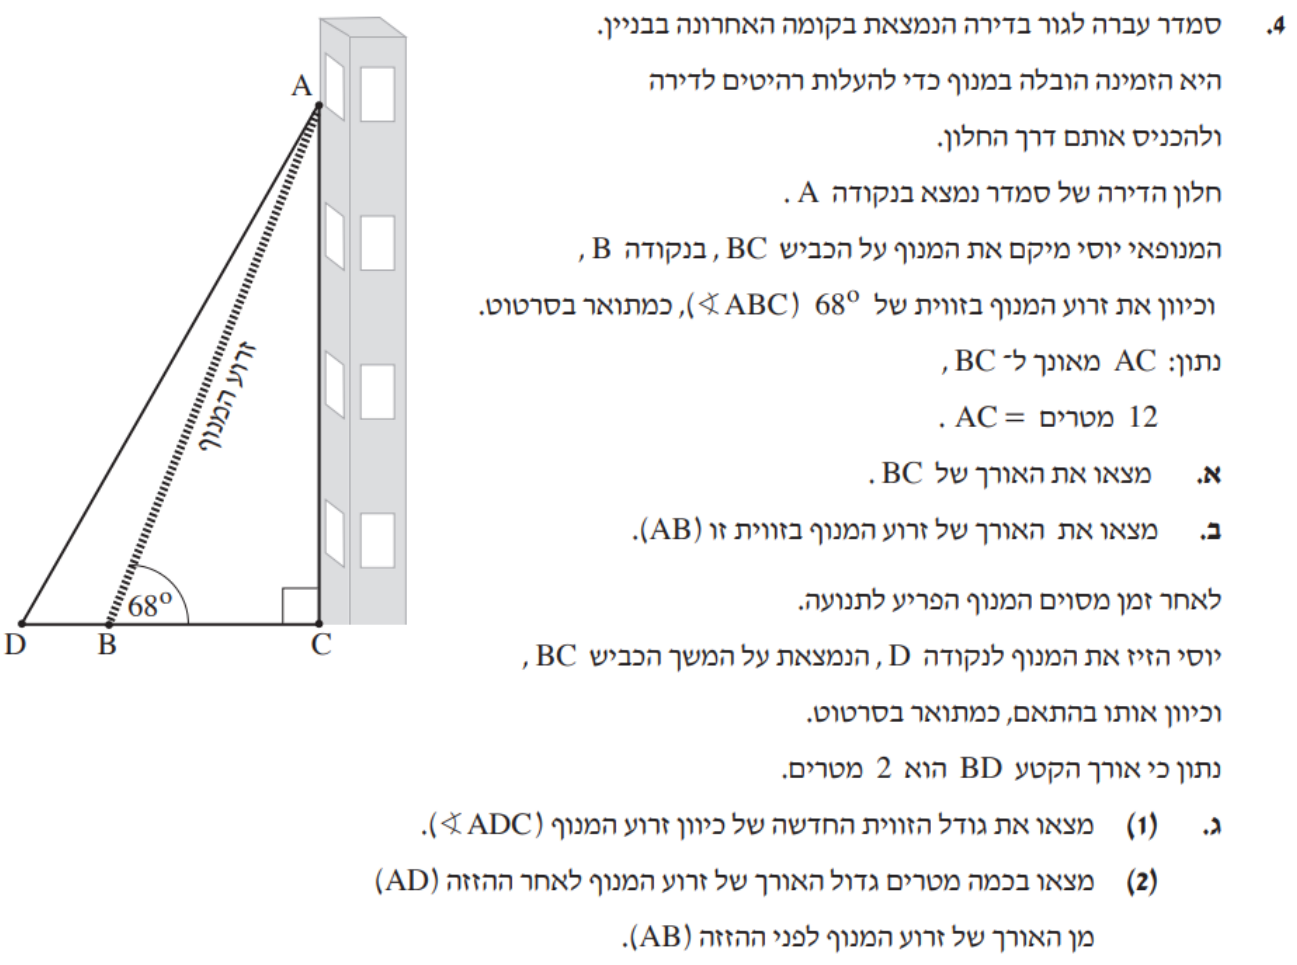 4. סמדר עברה לגור בדירה הנמצאת בקומה האחרונה בבניין.
היא הזמינה הובלה במנוף כדי להעלות רהיטים לדירה
ולהכניס אותם דרך החלון.
חלון הדירה של סמדר נמצא בנקודה A .
המנופאי יוסי מיקם את המנוף על הכביש BC , בנקודה B ,
וכיוון את זרוע המנוף בזווית של 68° (∢ABC), כמתואר בסרטוט.
נתון: AC מאונך ל־ BC ,
12 מטרים = AC .
א. מצאו את האורך של BC .
ב. מצאו את האורך של זרוע המנוף בזווית זו (AB).
לאחר זמן מסוים המנוף הפריע לתנועה.
יוסי הזיז את המנוף לנקודה D , הנמצאת על המשך הכביש BC ,
וכיוון אותו בהתאם, כמתואר בסרטוט.
נתון כי אורך הקטע BD הוא 2 מטרים.
ג. (1) מצאו את גודל הזווית החדשה של כיוון זרוע המנוף (∢ADC).
(2) מצאו בכמה מטרים גדול האורך של זרוע המנוף לאחר ההזזה (AD)
מן האורך של זרוע המנוף לפני ההזזה (AB).
A
זרוע המנוף
68°
D B C